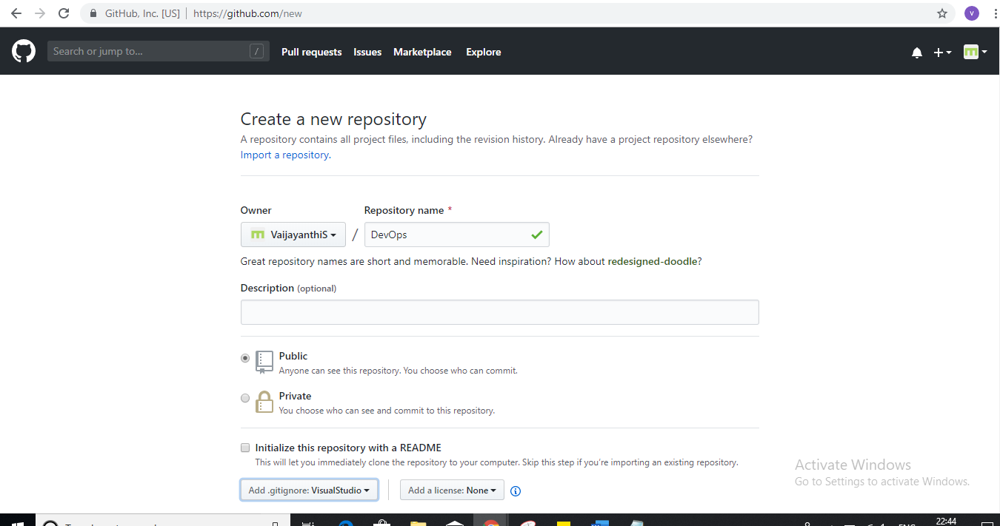 GitHub, Inc. [US] | https://github.com/new
V
Search or jump to... /
Pull requests Issues Marketplace Explore
Create a new repository
A repository contains all project files, including the revision history. Already have a project repository elsewhere?
Import a repository.
Owner Repository name *
VaijayanthiS / DevOps
Great repository names are short and memorable. Need inspiration? How about redesigned-doodle?
Description (optional)
Public
Anyone can see this repository. You choose who can commit.
Private
You choose who can see and commit to this repository.
Initialize this repository with a README
This will let you immediately clone the repository to your computer. Skip this step if you're importing an existing repository.
Add .gitignore: VisualStudio Add a license: None
Activate Windows
Go to Settings to activate Windows.
22:44